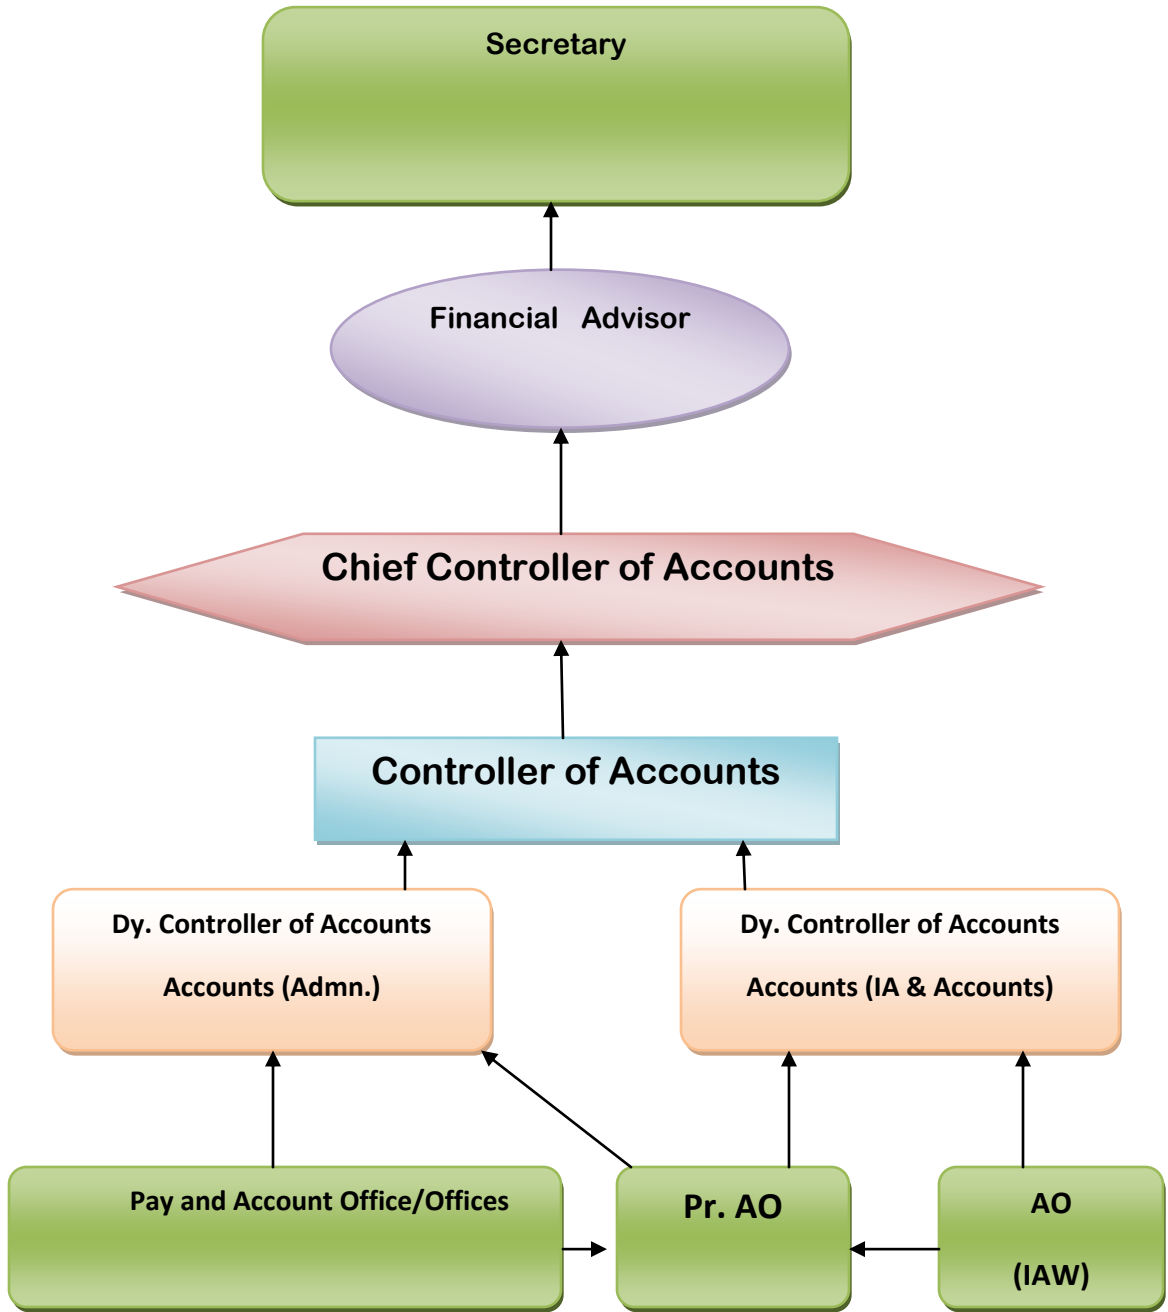 Secretary
Financial Advisor
Chief Controller of Accounts
Controller of Accounts
Dy. Controller of Accounts
Accounts (Admn.)
Dy. Controller of Accounts
Accounts (IA & Accounts)
Pay and Account Office/Offices
Pr. AO
AO
(IAW)